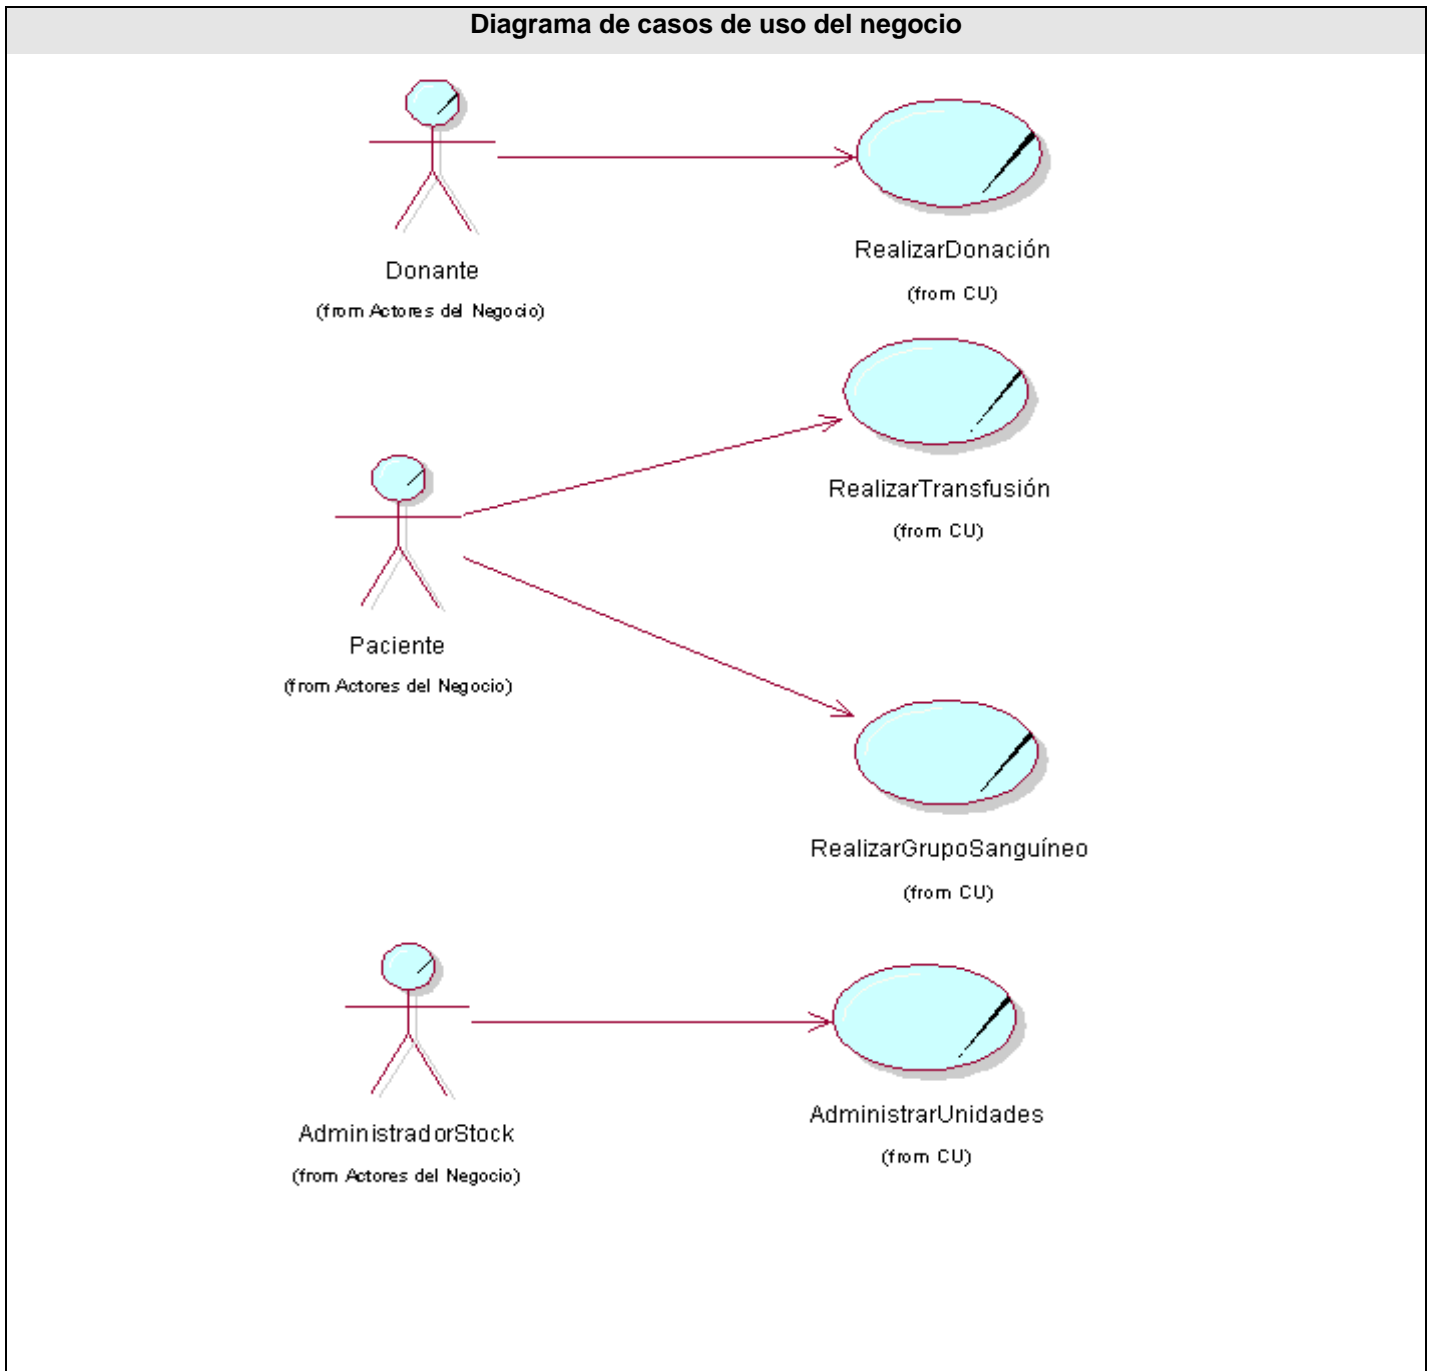 Diagrama de casos de uso del negocio
Donante
(from Actores del Negocio)
RealizarDonación
(from CU)
RealizarTransfusión
(from CU)
Paciente
(from Actores del Negocio)
RealizarGrupoSanguíneo
(from CU)
AdministradorStock
(from Actores del Negocio)
AdministrarUnidades
(from CU)